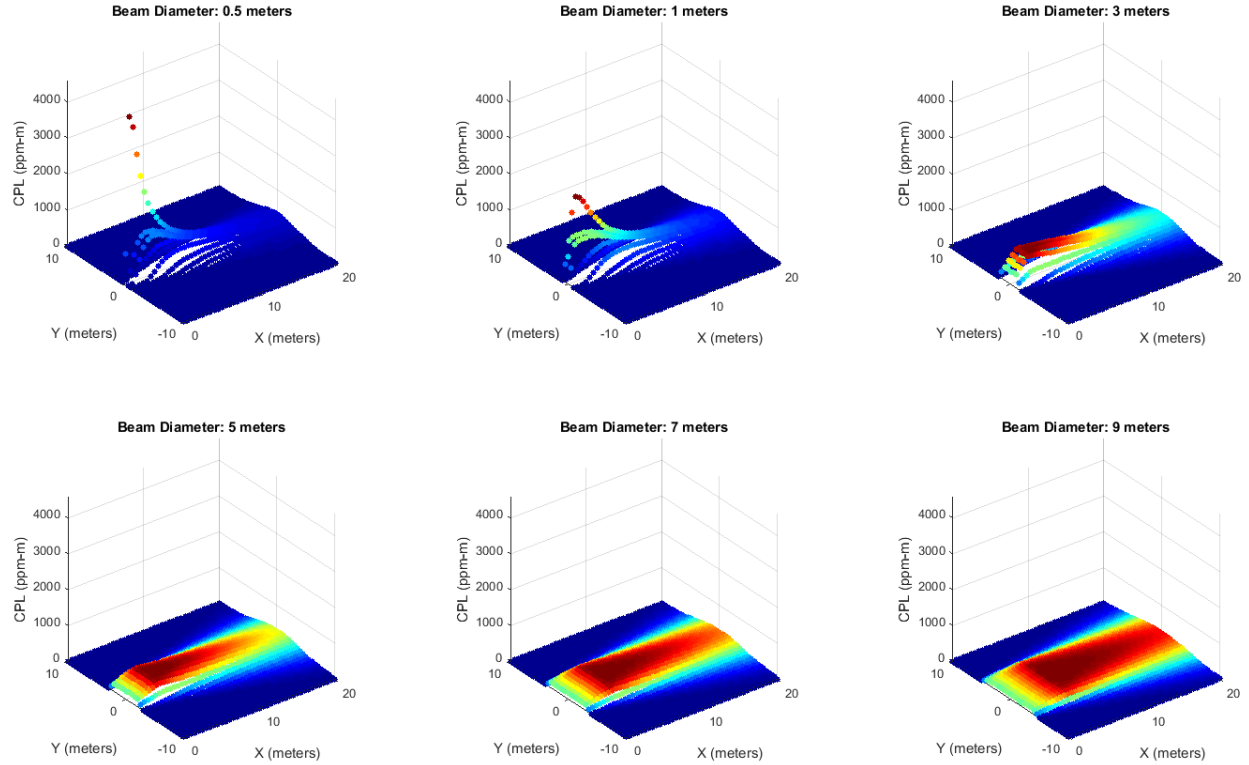 Beam Diameter: 0.5 meters
CPL (ppm-m)
4000
3000
2000
1000
0
10
0
-10
Y (meters)
0
10
20
X (meters)
Beam Diameter: 1 meters
CPL (ppm-m)
4000
3000
2000
1000
0
10
0
-10
Y (meters)
0
10
20
X (meters)
Beam Diameter: 3 meters
CPL (ppm-m)
4000
3000
2000
1000
0
10
0
-10
Y (meters)
0
10
20
X (meters)
Beam Diameter: 5 meters
CPL (ppm-m)
4000
3000
2000
1000
0
10
0
-10
Y (meters)
0
10
20
X (meters)
Beam Diameter: 7 meters
CPL (ppm-m)
4000
3000
2000
1000
0
10
0
-10
Y (meters)
0
10
20
X (meters)
Beam Diameter: 9 meters
CPL (ppm-m)
4000
3000
2000
1000
0
10
0
-10
Y (meters)
0
10
20
X (meters)